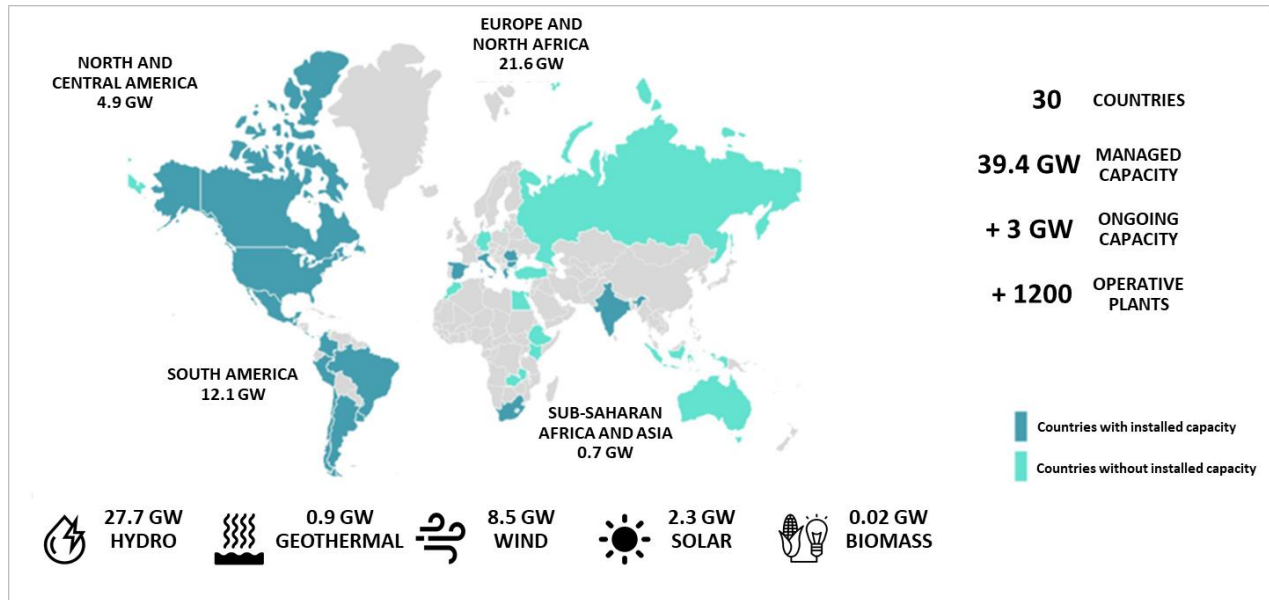 EUROPE AND
NORTH AFRICA
21.6 GW
NORTH AND
CENTRAL AMERICA
4.9 GW
30 COUNTRIES
39.4 GW MANAGED
CAPACITY
+ 3 GW ONGOING
CAPACITY
+ 1200 OPERATIVE
PLANTS
SOUTH AMERICA
12.1 GW
SUB-SAHARAN
AFRICA AND ASIA
0.7 GW
Countries with installed capacity
Countries without installed capacity
27.7 GW
HYDRO
0.9 GW
GEOTHERMAL
8.5 GW
WIND
2.3 GW
SOLAR
0.02 GW
BIOMASS